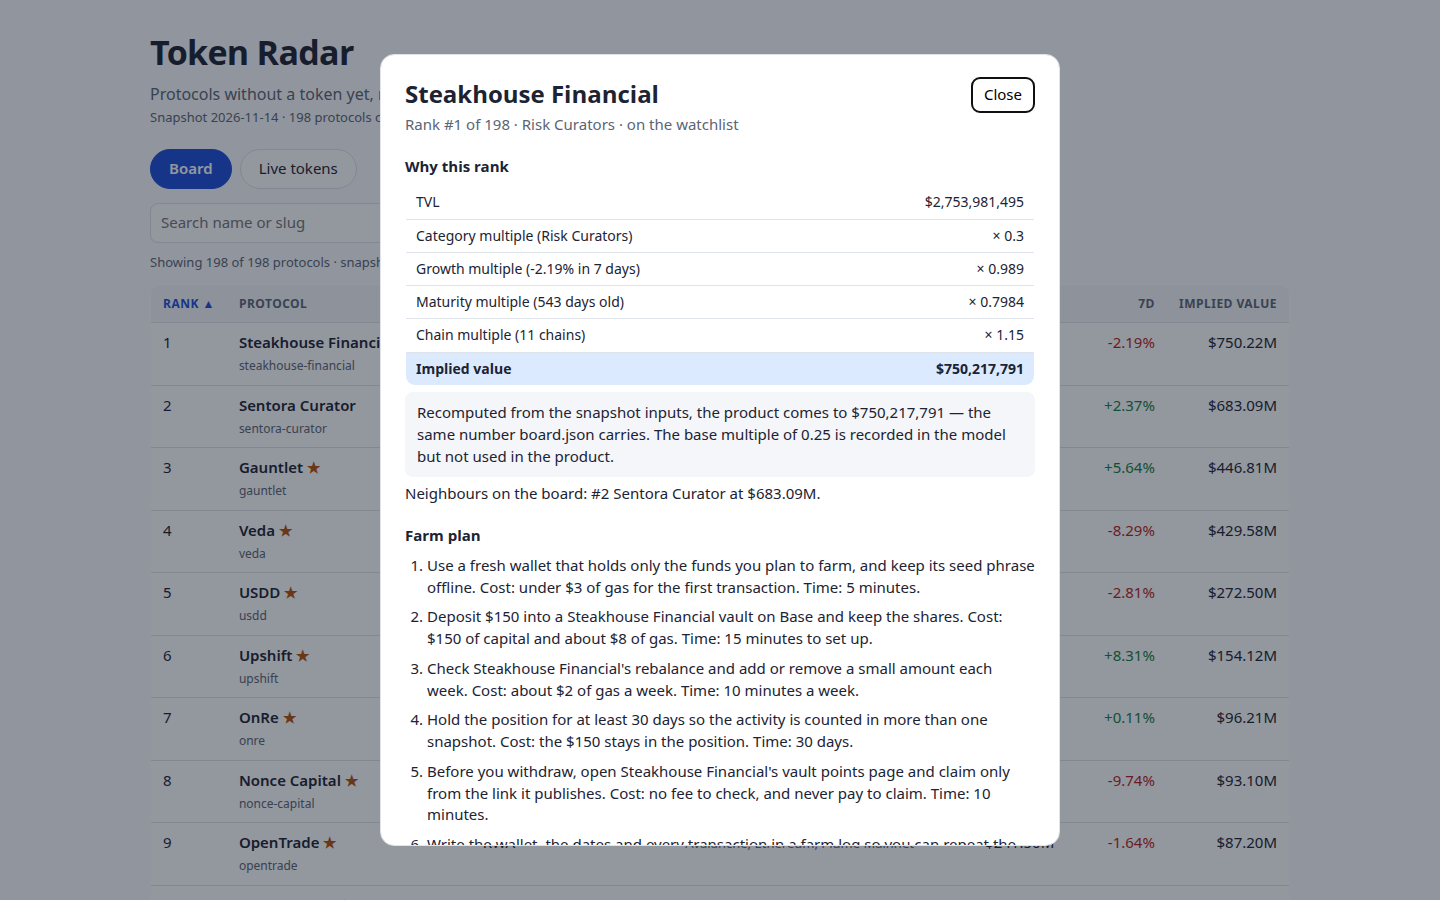 Token Radar
Protocols without a token yet,
Snapshot 2026-11-14 · 198 protocols
Board
Live tokens
Search name or slug
Showing 198 of 198 protocols ·
RANK ▲ PROTOCOL 7D IMPLIED VALUE
1 Steakhouse -2.19% $750.22M
steakhouse-financial
2 Sentora Curator +2.37% $683.09M
sentora-curator
3 Gauntlet ★ +5.64% $446.81M
gauntlet
4 Veda ★ -8.29% $429.58M
veda
5 USDD ★ -2.81% $272.50M
usdd
6 Upshift ★ +8.31% $154.12M
upshift
7 OnRe ★ +0.11% $96.21M
onre
8 Nonce Capital ★ -9.74% $93.10M
nonce-capital
9 OpenTrade ★ -1.64% $87.20M
opentrade
Steakhouse Financial
Close
Rank #1 of 198 · Risk Curators · on the watchlist
Why this rank
TVL $2,753,981,495
Category multiple (Risk Curators) × 0.3
Growth multiple (-2.19% in 7 days) × 0.989
Maturity multiple (543 days old) × 0.7984
Chain multiple (11 chains) × 1.15
Implied value $750,217,791
Recomputed from the snapshot inputs, the product comes to $750,217,791 — the
same number board.json carries. The base multiple of 0.25 is recorded in the model
but not used in the product.
Neighbours on the board: #2 Sentora Curator at $683.09M.
Farm plan
1. Use a fresh wallet that holds only the funds you plan to farm, and keep its seed phrase
offline. Cost: under $3 of gas for the first transaction. Time: 5 minutes.
2. Deposit $150 into a Steakhouse Financial vault on Base and keep the shares. Cost:
$150 of capital and about $8 of gas. Time: 15 minutes to set up.
3. Check Steakhouse Financial's rebalance and add or remove a small amount each
week. Cost: about $2 of gas a week. Time: 10 minutes a week.
4. Hold the position for at least 30 days so the activity is counted in more than one
snapshot. Cost: the $150 stays in the position. Time: 30 days.
5. Before you withdraw, open Steakhouse Financial's vault points page and claim only
from the link it publishes. Cost: no fee to check, and never pay to claim. Time: 10
minutes.